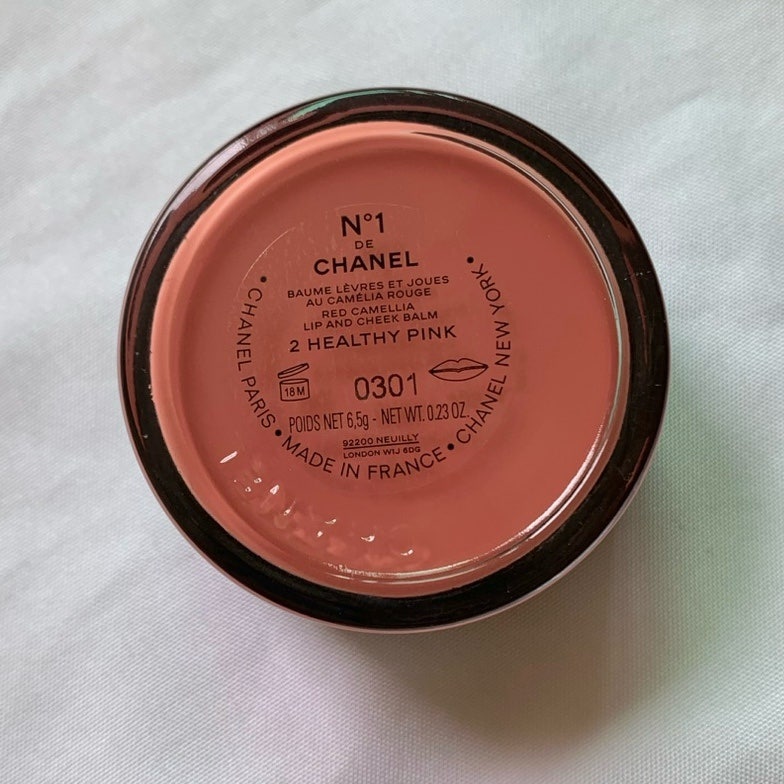 N°1
DE
CHANEL
BAUME LÈVRES ET JOUES
AU CAMÉLIA ROUGE
RED CAMELLIA
LIP AND CHEEK BALM
2 HEALTHY PINK
18M
0301
POIDS NET 6,5g - NET WT. 0.23 OZ.
92200 NEUILLY
LONDON W1J 6DG
• CHANEL PARIS • MADE IN FRANCE • CHANEL NEW YORK •